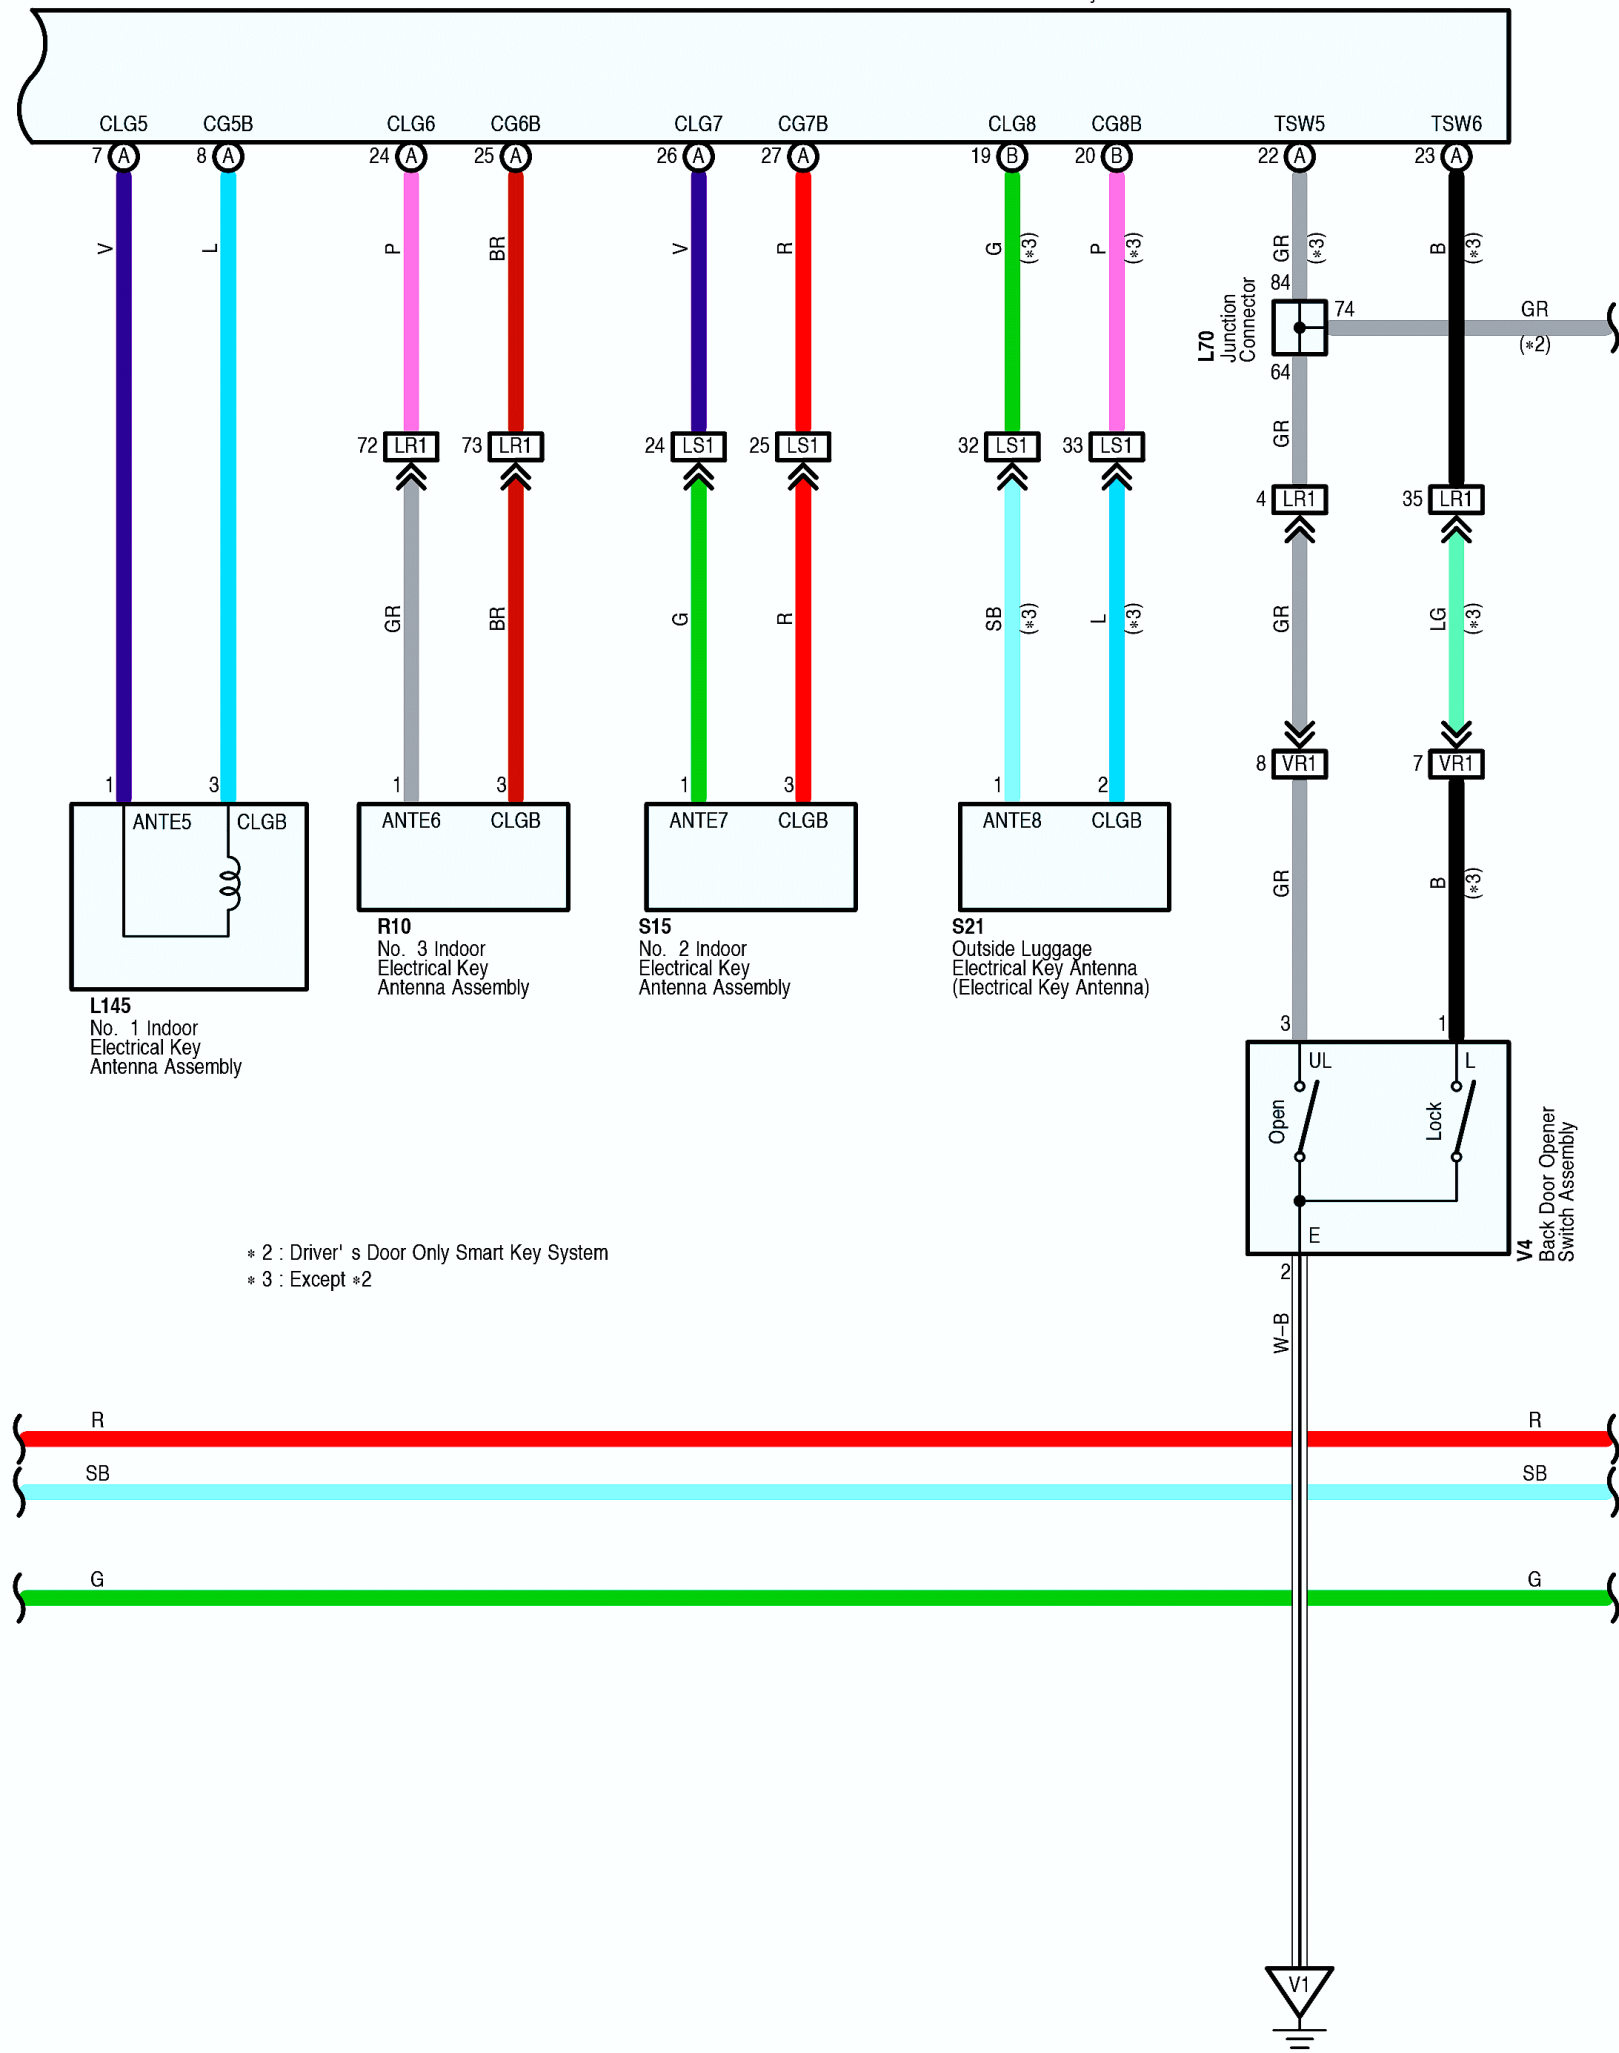 CLG5 CG5B CLG6 CG6B CLG7 CG7B CLG8 CG8B TSW5 TSW6
7 A 8 A 24 A 25 A 26 A 27 A 19 B 20 B 22 A 23 A
V L P BR V R G (*3) P (*3) GR (*3) B (*3)
84
L70
Junction
Connector
74 GR
(*2)
64
GR
72 LR1 73 LR1 24 LS1 25 LS1 32 LS1 33 LS1
4 LR1 35 LR1
GR BR G R SB (*3) L (*3) GR LG (*3)
8 VR1 7 VR1
1 3 1 3 1 3 1 2
ANTE5 CLGB ANTE6 CLGB ANTE7 CLGB ANTE8 CLGB
GR B (*3)
R10
No. 3 Indoor
Electrical Key
Antenna Assembly
S15
No. 2 Indoor
Electrical Key
Antenna Assembly
S21
Outside Luggage
Electrical Key Antenna
(Electrical Key Antenna)
L145
No. 1 Indoor
Electrical Key
Antenna Assembly
3 1
UL L
Open Lock
E
V4
Back Door Opener
Switch Assembly
2
W-B
* 2 : Driver' s Door Only Smart Key System
* 3 : Except *2
R R
SB SB
G G
V1